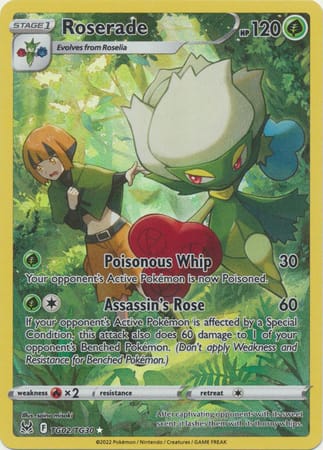 STAGE 1
Roserade
HP 120
Evolves from Roselia
Poisonous Whip 30
Your opponent's Active Pokémon is now Poisoned.
Assassin's Rose 60
If your opponent's Active Pokémon is affected by a Special
Condition, this attack also does 60 damage to 1 of your
opponent's Benched Pokémon. (Don't apply Weakness and
Resistance for Benched Pokémon.)
weakness ×2 resistance retreat
Illus. saino misaki
F TG02/TG30
After captivating opponents with its sweet
scent, it lashes them with its thorny whips.
©2022 Pokémon / Nintendo / Creatures / GAME FREAK